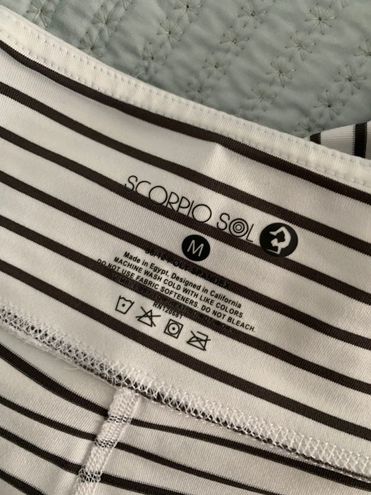 SCORPIO SOL
M
Made in Egypt. Designed in California
MACHINE WASH COLD WITH LIKE COLORS
DO NOT USE FABRIC SOFTENERS. DO NOT BLEACH.